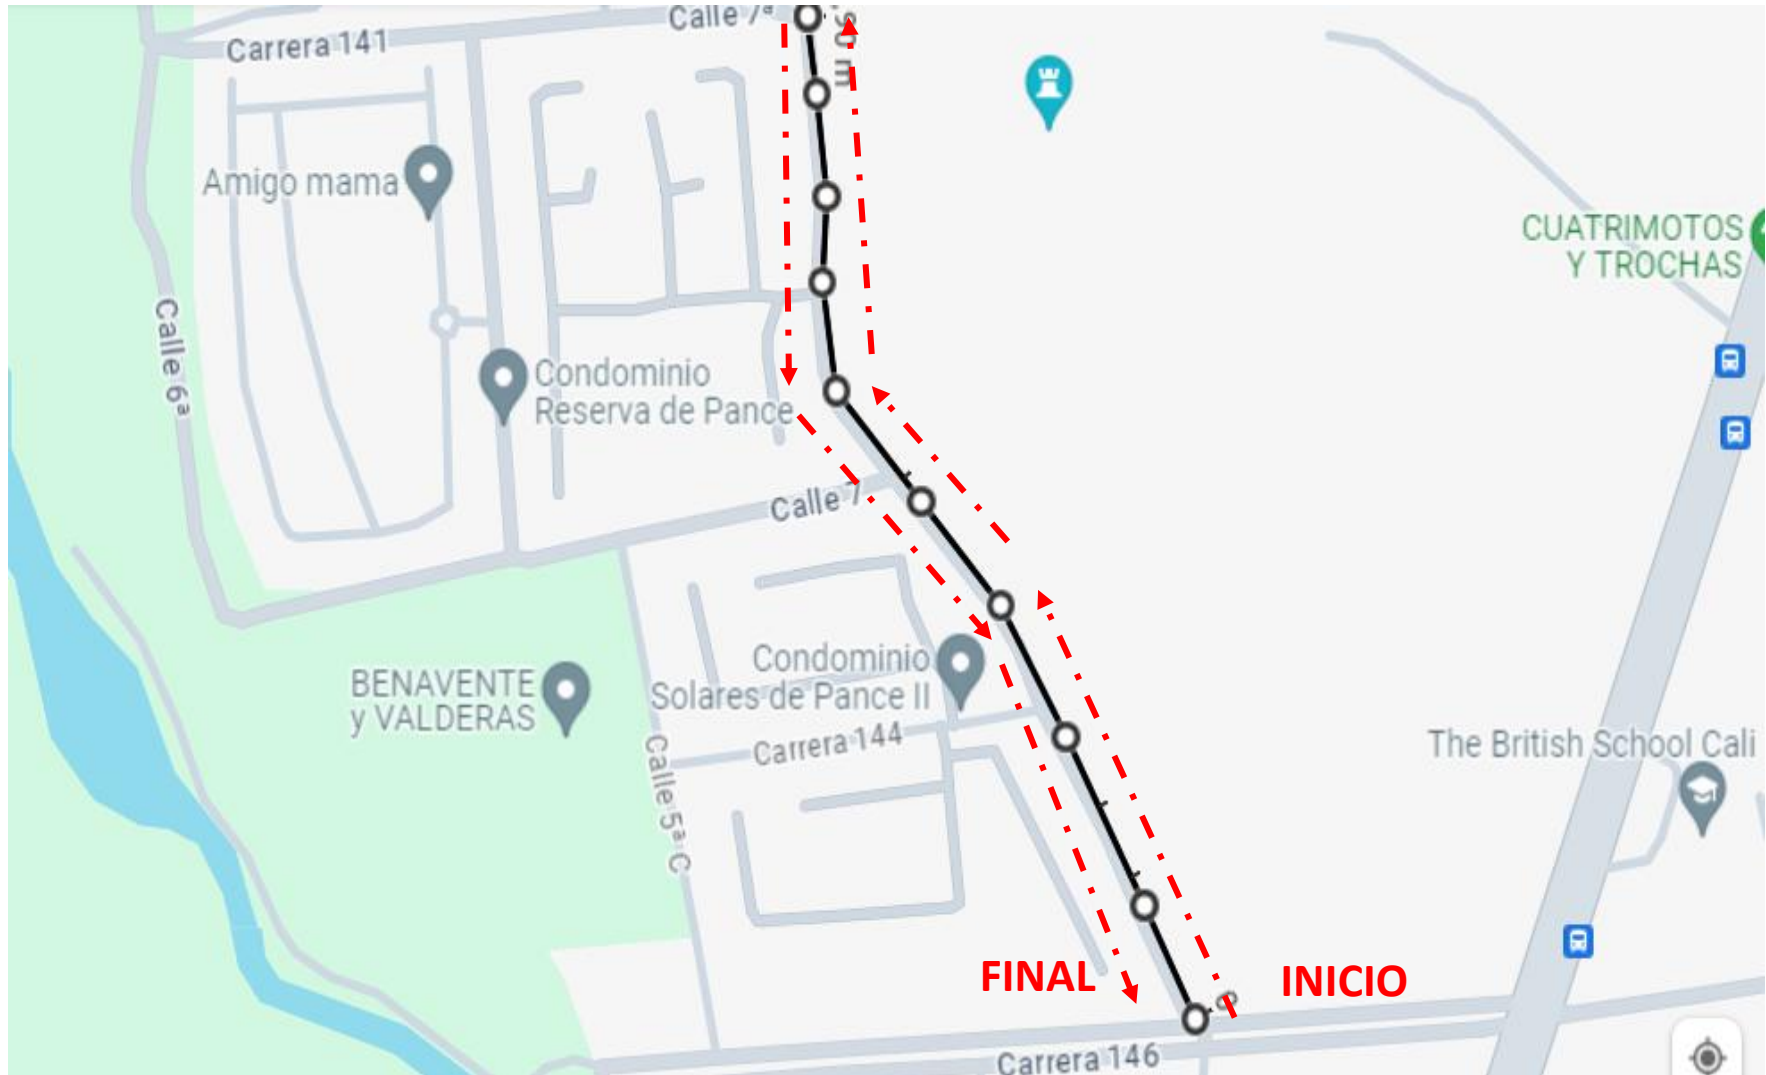 Calle 7ª
Carrera 141
90 m
Amigo mama
CUATRIMOTOS
Y TROCHAS
Calle 6ª
Condominio
Reserva de Pance
Calle 7
Condominio
Solares de Pance II
BENAVENTE
y VALDERAS
Carrera 144
The British School Cali
Calle 5ª C
FINAL
INICIO
Carrera 146